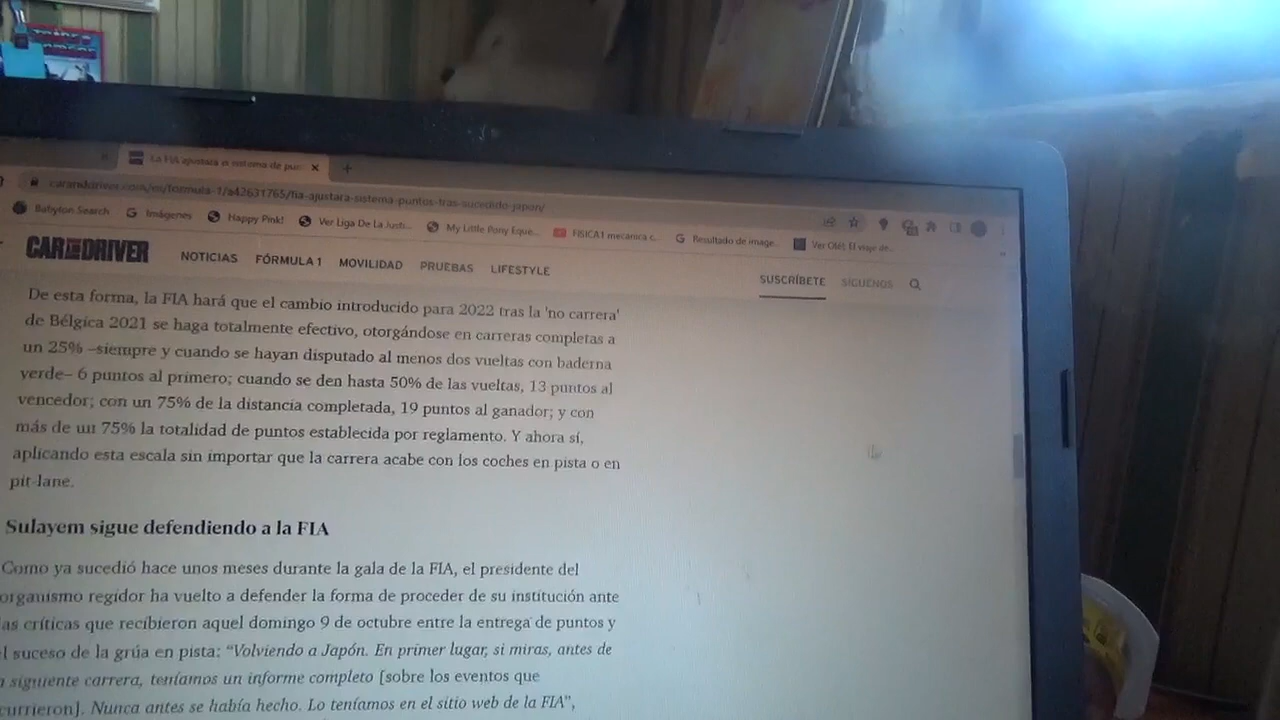 La FIA ajustará el sistema de pun
caranddriver.com/es/formula-1/a42631765/fia-ajustara-sistema-puntos-tras-sucedido-japon/
Babylon Search Imágenes Happy Pink! Ver Liga De La Justi... My Little Pony Eque... FISICA1 mecanica c... Resultado de image... Ver Olé!, El viaje de...
CAR AND DRIVER NOTICIAS FÓRMULA 1 MOVILIDAD PRUEBAS LIFESTYLE SUSCRÍBETE SÍGUENOS
De esta forma, la FIA hará que el cambio introducido para 2022 tras la 'no carrera'
de Bélgica 2021 se haga totalmente efectivo, otorgándose en carreras completas a
un 25% –siempre y cuando se hayan disputado al menos dos vueltas con baderna
verde– 6 puntos al primero; cuando se den hasta 50% de las vueltas, 13 puntos al
vencedor; con un 75% de la distancia completada, 19 puntos al ganador; y con
más de un 75% la totalidad de puntos establecida por reglamento. Y ahora sí,
aplicando esta escala sin importar que la carrera acabe con los coches en pista o en
pit-lane.
Sulayem sigue defendiendo a la FIA
Como ya sucedió hace unos meses durante la gala de la FIA, el presidente del
organismo regidor ha vuelto a defender la forma de proceder de su institución ante
las críticas que recibieron aquel domingo 9 de octubre entre la entrega de puntos y
el suceso de la grúa en pista: “Volviendo a Japón. En primer lugar, si miras, antes de
a siguiente carrera, teníamos un informe completo [sobre los eventos que
currieron]. Nunca antes se había hecho. Lo teníamos en el sitio web de la FIA”,